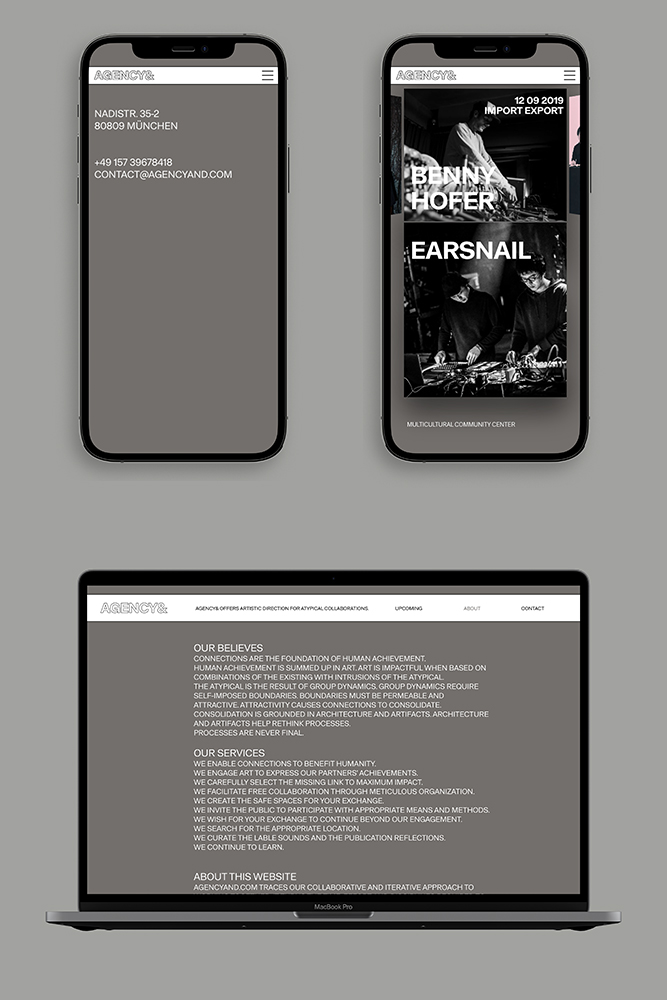 AGENCY&
NADISTR. 35-2
80809 MÜNCHEN
+49 157 39678418
CONTACT@AGENCYAND.COM
AGENCY&
12 09 2019
IMPORT EXPORT
BENNY
HOFER
EARSNAIL
MULTICULTURAL COMMUNITY CENTER
AGENCY&
AGENCY& OFFERS ARTISTIC DIRECTION FOR ATYPICAL COLLABORATIONS.
UPCOMING
ABOUT
CONTACT
OUR BELIEVES
CONNECTIONS ARE THE FOUNDATION OF HUMAN ACHIEVEMENT.
HUMAN ACHIEVEMENT IS SUMMED UP IN ART. ART IS IMPACTFUL WHEN BASED ON
COMBINATIONS OF THE EXISTING WITH INTRUSIONS OF THE ATYPICAL.
THE ATYPICAL IS THE RESULT OF GROUP DYNAMICS. GROUP DYNAMICS REQUIRE
SELF-IMPOSED BOUNDARIES. BOUNDARIES MUST BE PERMEABLE AND
ATTRACTIVE. ATTRACTIVITY CAUSES CONNECTIONS TO CONSOLIDATE.
CONSOLIDATION IS GROUNDED IN ARCHITECTURE AND ARTIFACTS. ARCHITECTURE
AND ARTIFACTS HELP RETHINK PROCESSES.
PROCESSES ARE NEVER FINAL.
OUR SERVICES
WE ENABLE CONNECTIONS TO BENEFIT HUMANITY.
WE ENGAGE ART TO EXPRESS OUR PARTNERS' ACHIEVEMENTS.
WE CAREFULLY SELECT THE MISSING LINK TO MAXIMUM IMPACT.
WE FACILITATE FREE COLLABORATION THROUGH METICULOUS ORGANIZATION.
WE CREATE THE SAFE SPACES FOR YOUR EXCHANGE.
WE INVITE THE PUBLIC TO PARTICIPATE WITH APPROPRIATE MEANS AND METHODS.
WE WISH FOR YOUR EXCHANGE TO CONTINUE BEYOND OUR ENGAGEMENT.
WE SEARCH FOR THE APPROPRIATE LOCATION.
WE CURATE THE LABLE SOUNDS AND THE PUBLICATION REFLECTIONS.
WE CONTINUE TO LEARN.
ABOUT THIS WEBSITE
AGENCYAND.COM TRACES OUR COLLABORATIVE AND ITERATIVE APPROACH TO
MacBook Pro